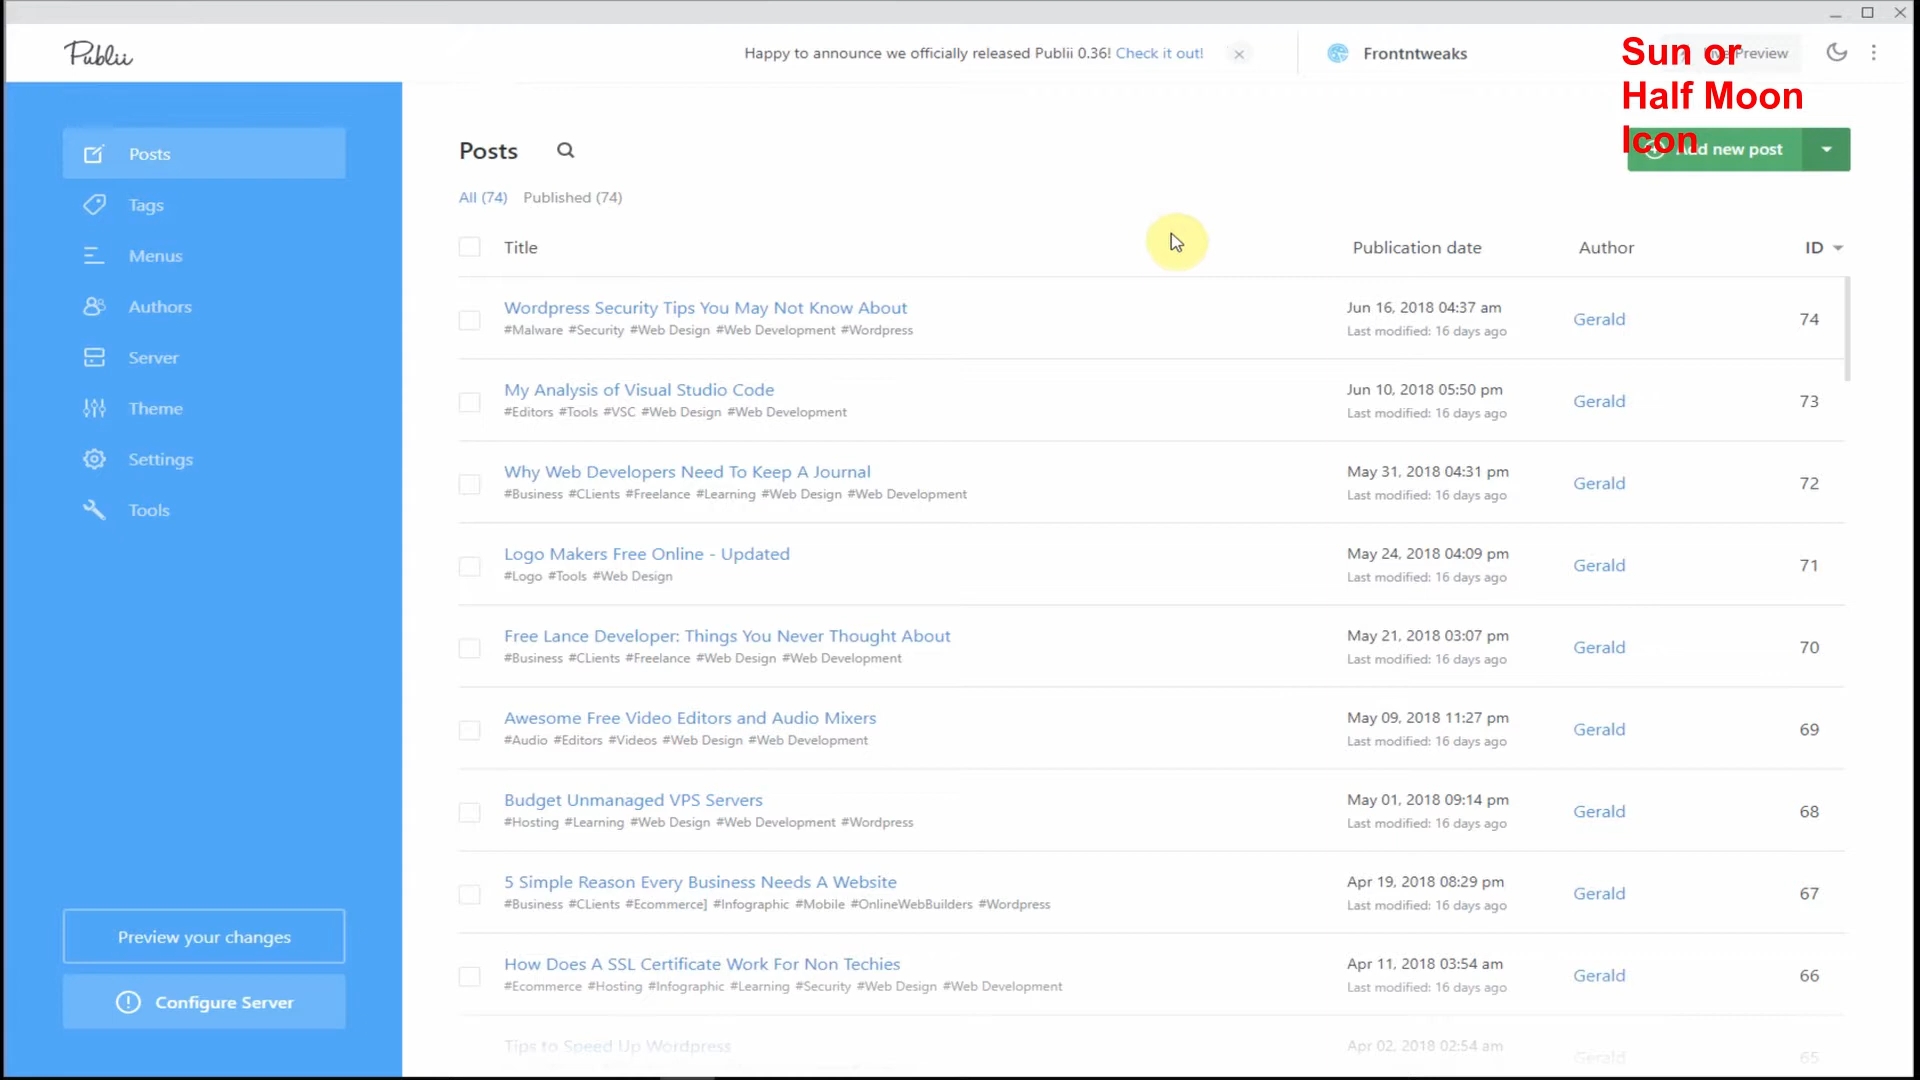 Publii
Happy to announce we officially released Publii 0.36! Check it out!
Frontntweaks
Preview
Sun or
Half Moon
Icon
Posts
Tags
Menus
Authors
Server
Theme
Settings
Tools
Preview your changes
Configure Server
Posts
Add new post
All (74) Published (74)
Title Publication date Author ID
Wordpress Security Tips You May Not Know About
#Malware #Security #Web Design #Web Development #Wordpress
Jun 16, 2018 04:37 am
Last modified: 16 days ago
Gerald
74
My Analysis of Visual Studio Code
#Editors #Tools #VSC #Web Design #Web Development
Jun 10, 2018 05:50 pm
Last modified: 16 days ago
Gerald
73
Why Web Developers Need To Keep A Journal
#Business #CLients #Freelance #Learning #Web Design #Web Development
May 31, 2018 04:31 pm
Last modified: 16 days ago
Gerald
72
Logo Makers Free Online - Updated
#Logo #Tools #Web Design
May 24, 2018 04:09 pm
Last modified: 16 days ago
Gerald
71
Free Lance Developer: Things You Never Thought About
#Business #CLients #Freelance #Web Design #Web Development
May 21, 2018 03:07 pm
Last modified: 16 days ago
Gerald
70
Awesome Free Video Editors and Audio Mixers
#Audio #Editors #Videos #Web Design #Web Development
May 09, 2018 11:27 pm
Last modified: 16 days ago
Gerald
69
Budget Unmanaged VPS Servers
#Hosting #Learning #Web Design #Web Development #Wordpress
May 01, 2018 09:14 pm
Last modified: 16 days ago
Gerald
68
5 Simple Reason Every Business Needs A Website
#Business #CLients #Ecommerce] #Infographic #Mobile #OnlineWebBuilders #Wordpress
Apr 19, 2018 08:29 pm
Last modified: 16 days ago
Gerald
67
How Does A SSL Certificate Work For Non Techies
#Ecommerce #Hosting #Infographic #Learning #Security #Web Design #Web Development
Apr 11, 2018 03:54 am
Last modified: 16 days ago
Gerald
66
Tips to Speed Up Wordpress
Apr 02, 2018 02:54 am
Gerald
65